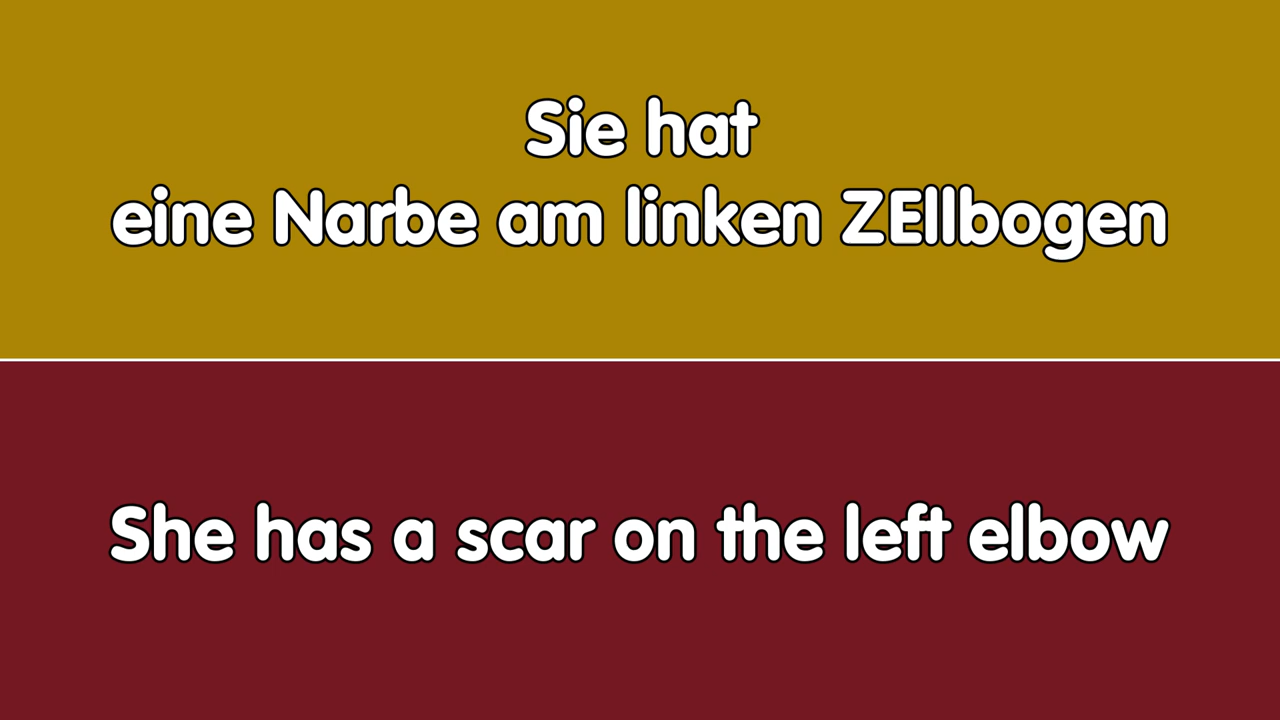 Sie hat
eine Narbe am linken ZEllbogen
She has a scar on the left elbow